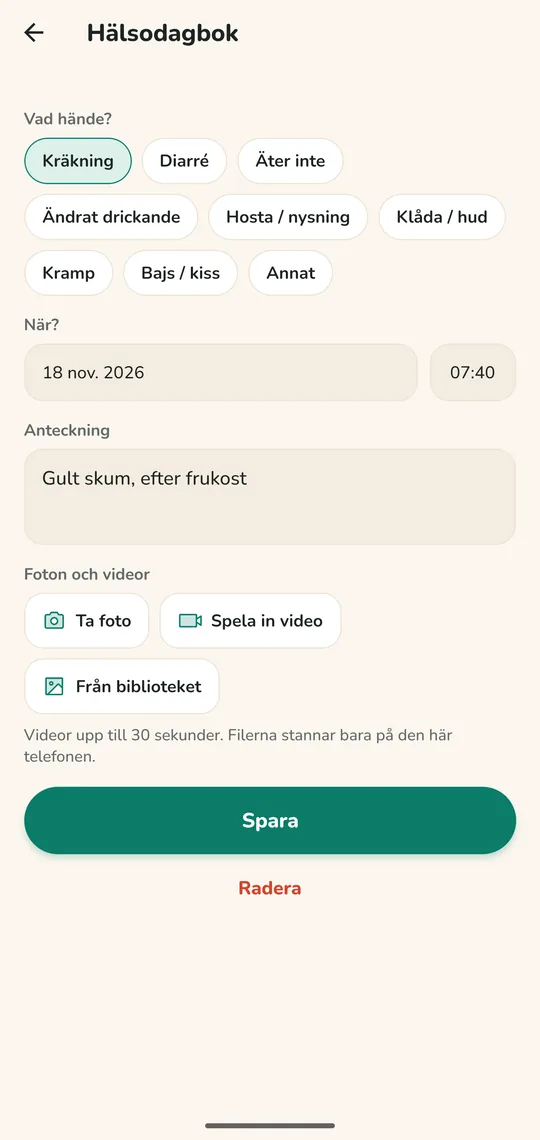 Hälsodagbok
Vad hände?
Kräkning
Diarré
Äter inte
Ändrat drickande
Hosta / nysning
Klåda / hud
Kramp
Bajs / kiss
Annat
När?
18 nov. 2026
07:40
Anteckning
Gult skum, efter frukost
Foton och videor
Ta foto
Spela in video
Från biblioteket
Videor upp till 30 sekunder. Filerna stannar bara på den här
telefonen.
Spara
Radera